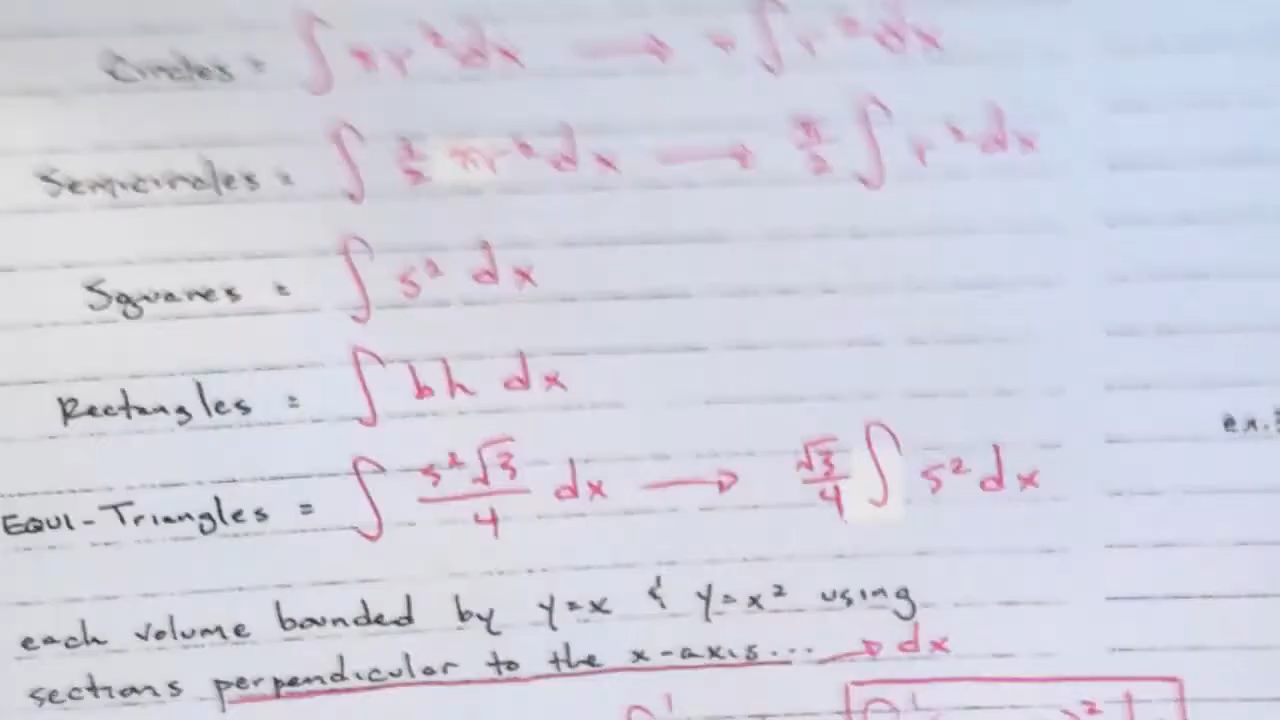 Circles = ∫ πr² dx → π ∫ r² dx
Semicircles = ∫ ½ πr² dx → π/2 ∫ r² dx
Squares = ∫ s² dx
Rectangles = ∫ bh dx
EQUI-Triangles = ∫ s²√3/4 dx → √3/4 ∫ s² dx
ex.
each volume bounded by y=x & y=x² using
sections perpendicular to the x-axis... → dx